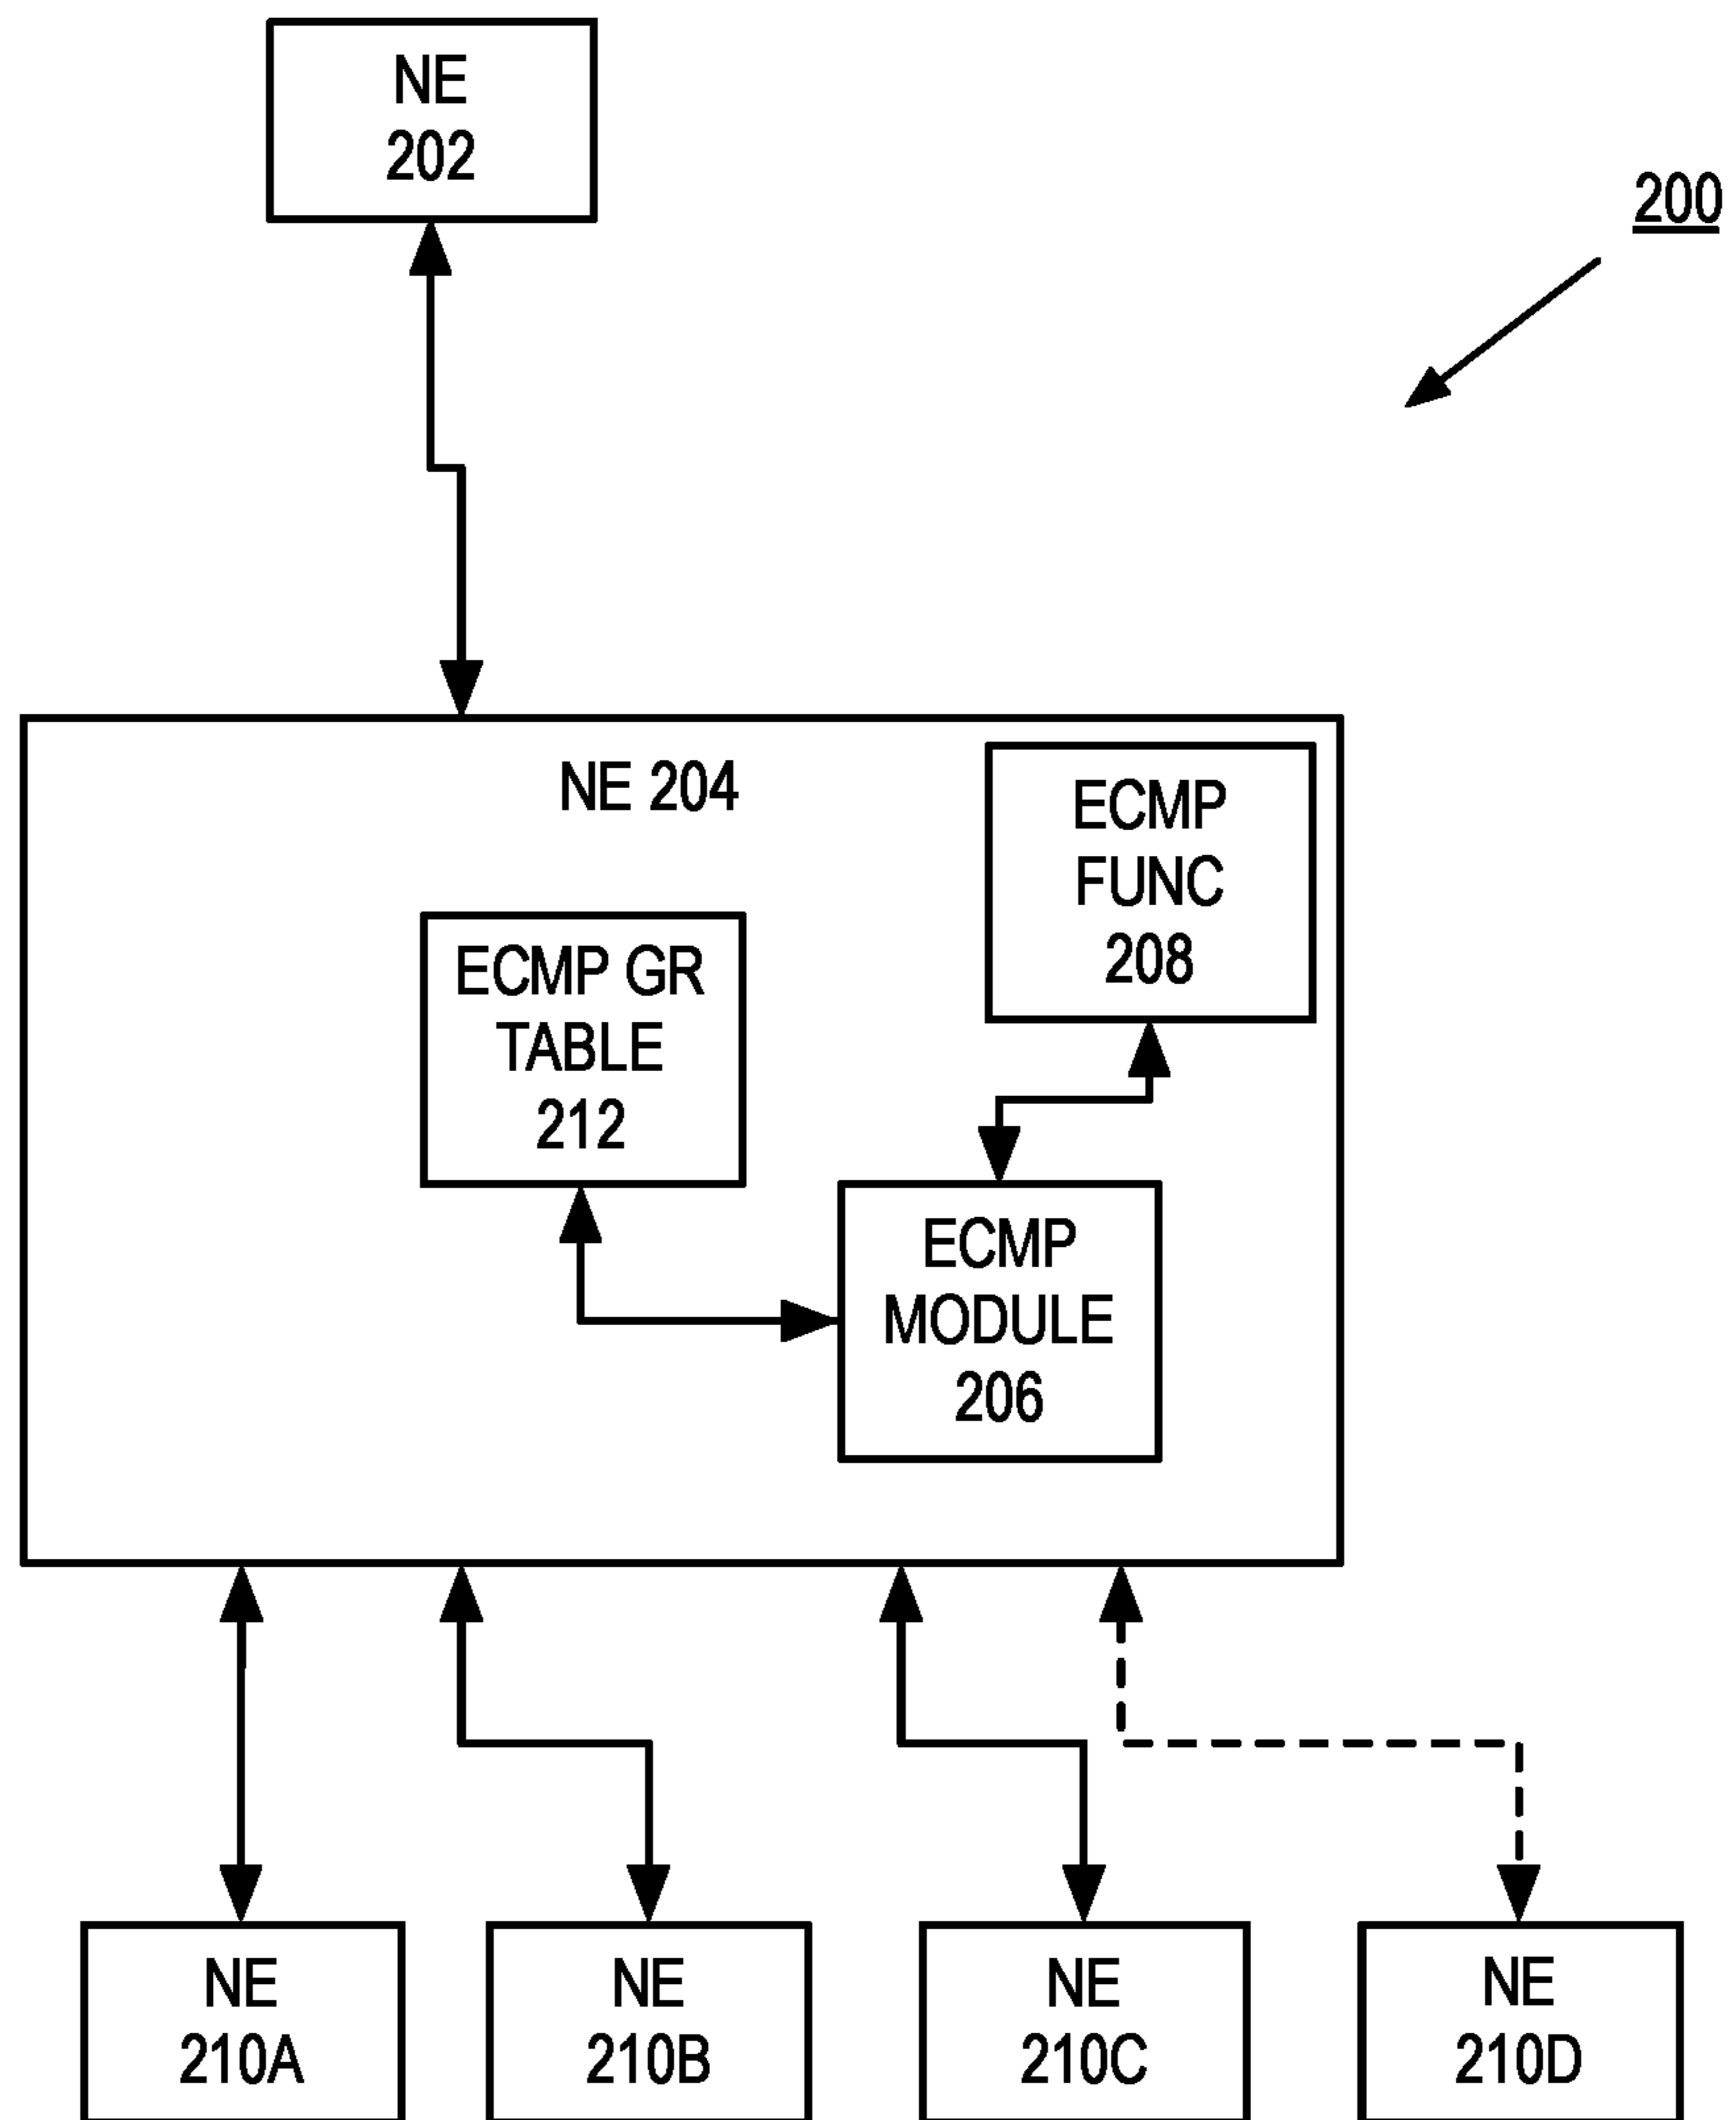 NE
202
200
NE 204
ECMP
FUNC
208
ECMP GR
TABLE
212
ECMP
MODULE
206
NE
210A
NE
210B
NE
210C
NE
210D